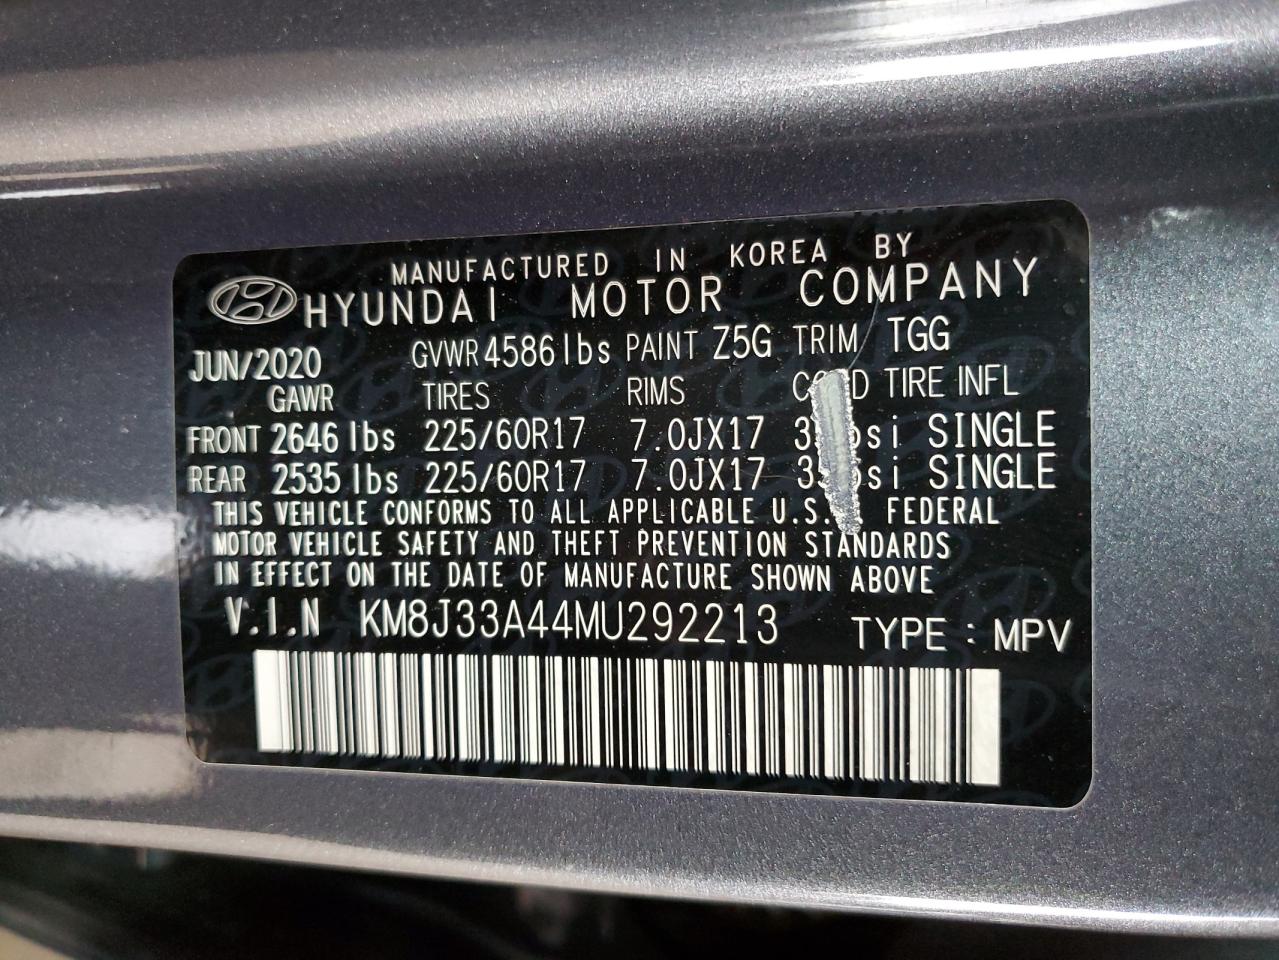 MANUFACTURED IN KOREA BY
HYUNDAI MOTOR COMPANY
JUN/2020 GVWR 4586 lbs PAINT Z5G TRIM TGG
GAWR TIRES RIMS TIRE INFL
FRONT 2646 lbs 225/60R17 7.0JX17 SINGLE
REAR 2535 lbs 225/60R17 7.0JX17 SINGLE
THIS VEHICLE CONFORMS TO ALL APPLICABLE FEDERAL
MOTOR VEHICLE SAFETY AND THEFT PREVENTION STANDARDS
IN EFFECT ON THE DATE OF MANUFACTURE SHOWN ABOVE
V.I.N KM8J33A44MU292213 TYPE : MPV